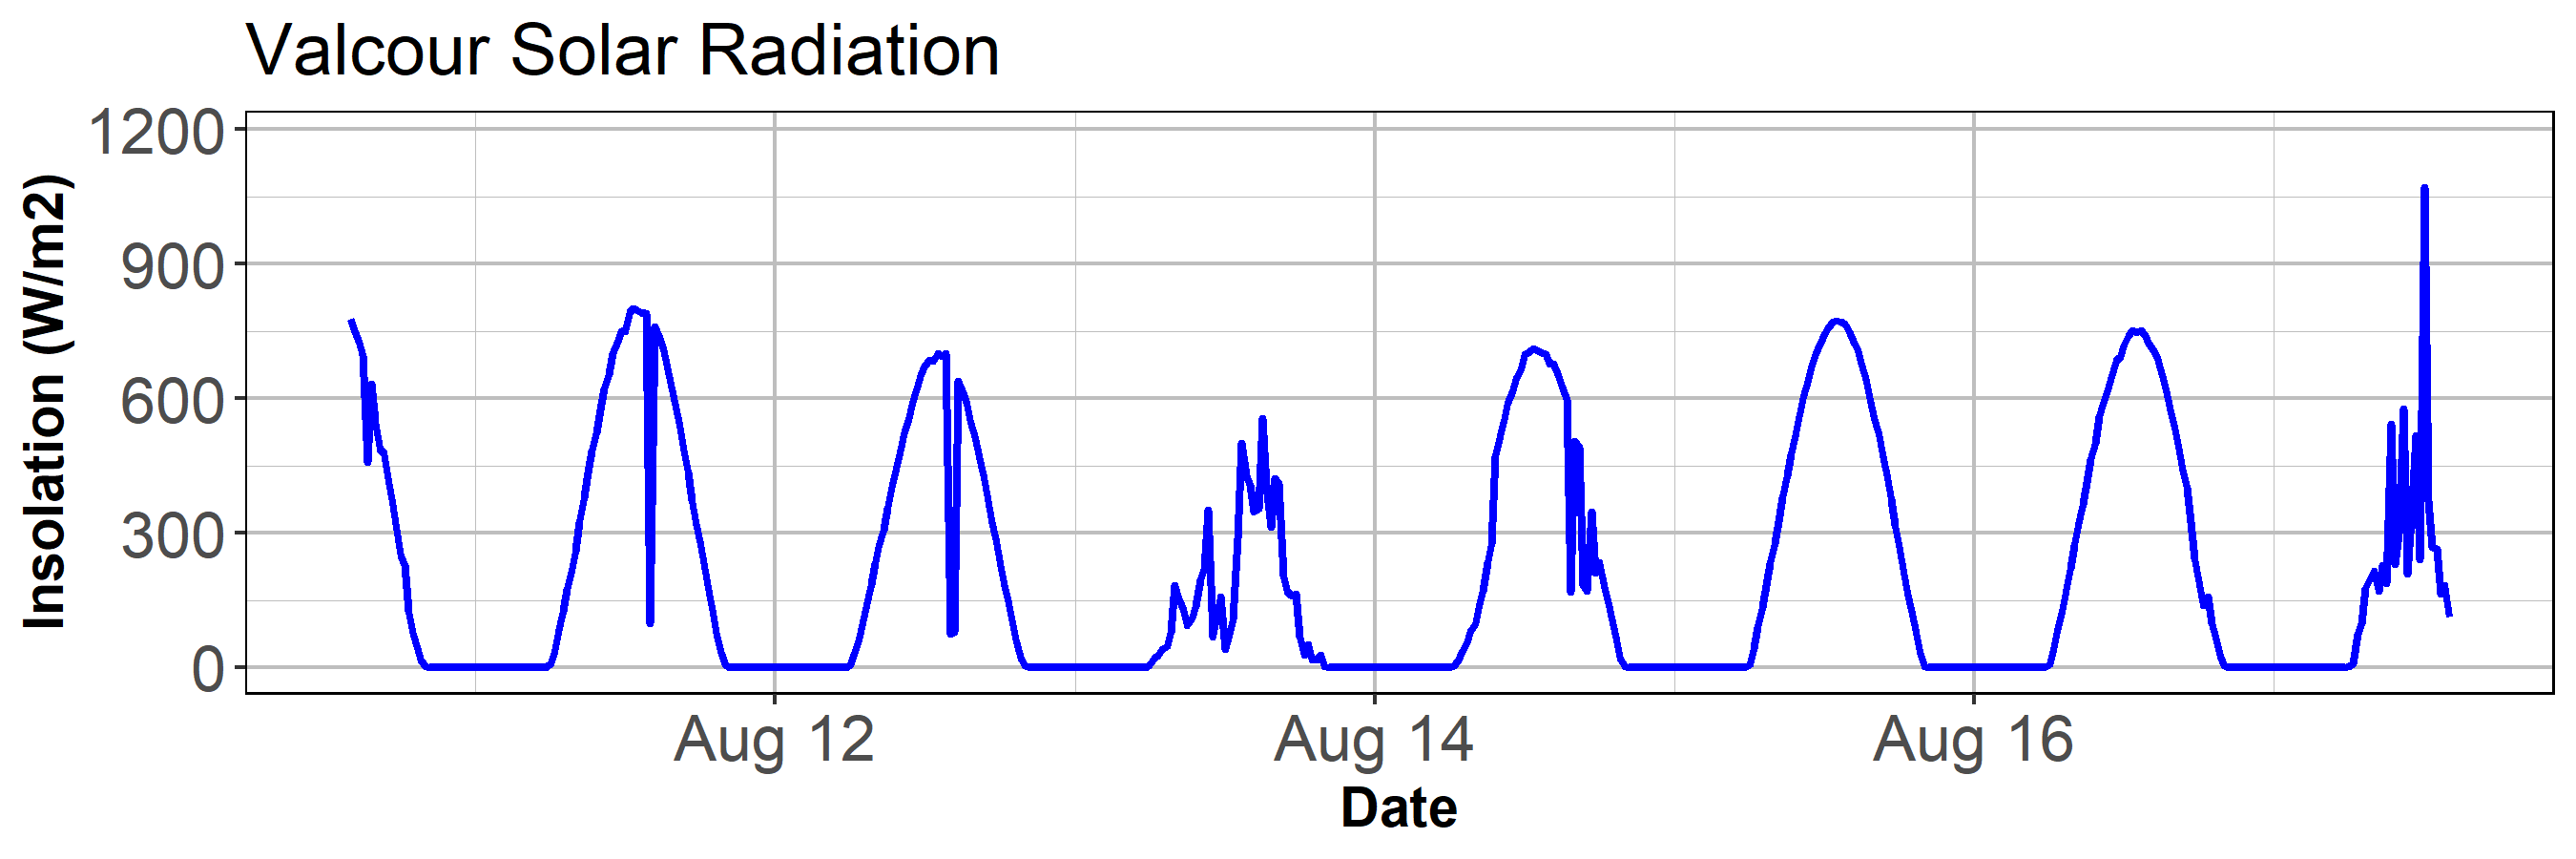 Valcour Solar Radiation
1200
900
600
300
0
Insolation (W/m2)
Aug 12
Aug 14
Aug 16
Date